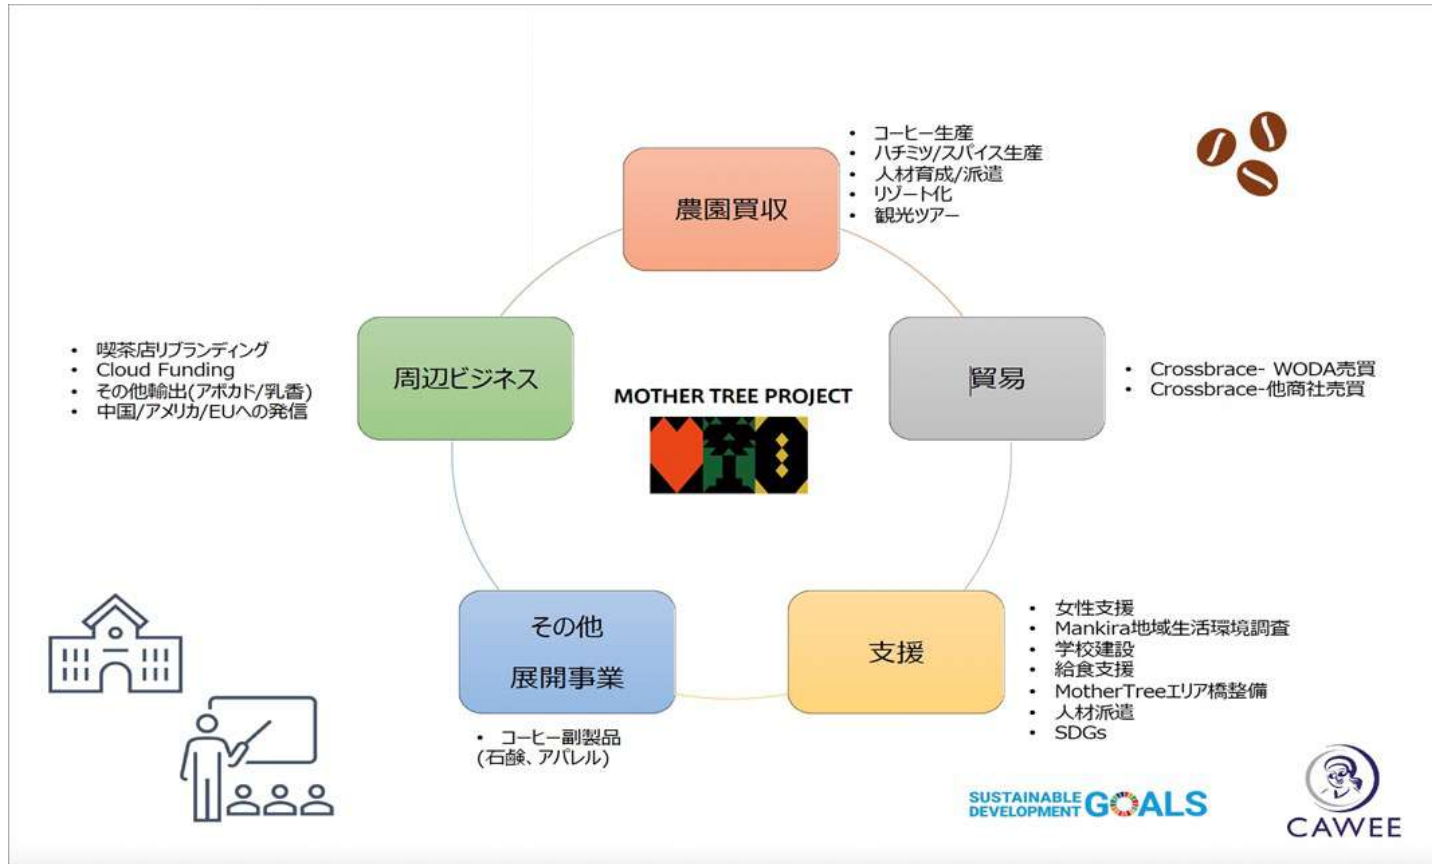 農園買収
• コーヒー生産
• ハチミツ/スパイス生産
• 人材育成/派遣
• リゾート化
• 観光ツアー
貿易
• Crossbrace- WODA売買
• Crossbrace-他商社売買
支援
• 女性支援
• Mankira地域生活環境調査
• 学校建設
• 給食支援
• MotherTreeエリア橋整備
• 人材派遣
• SDGs
その他
展開事業
• コーヒー副製品
(石鹸、アパレル)
周辺ビジネス
• 喫茶店リブランディング
• Cloud Funding
• その他輸出(アボカド/乳香)
• 中国/アメリカ/EUへの発信
MOTHER TREE PROJECT
SUSTAINABLE
DEVELOPMENT
GOALS
CAWEE